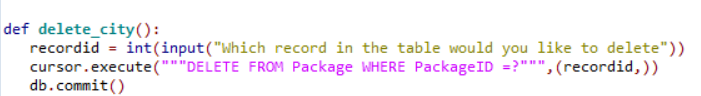 def delete_city():
    recordid = int(input("Which record in the table would you like to delete"))
    cursor.execute("""DELETE FROM Package WHERE PackageID =?""",(recordid,))
    db.commit()